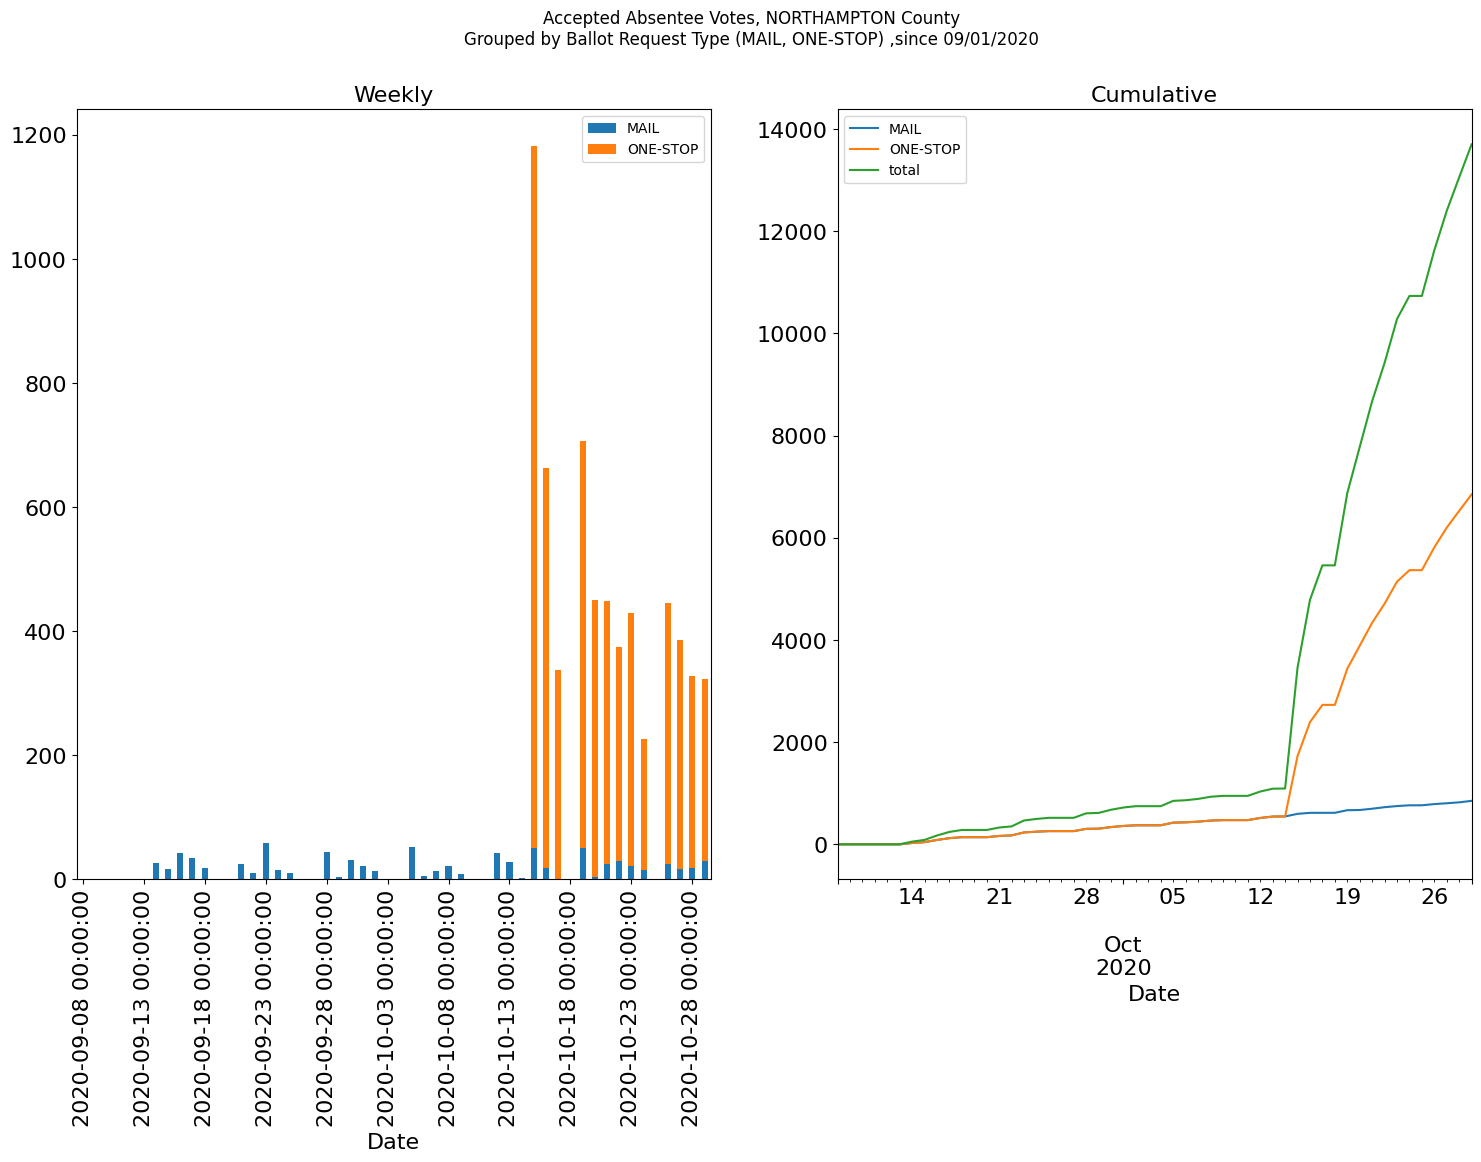 Accepted Absentee Votes, NORTHAMPTON County
Grouped by Ballot Request Type (MAIL, ONE-STOP) ,since 09/01/2020
Weekly
MAIL
ONE-STOP
1200
1000
800
600
400
200
0
2020-09-08 00:00:00
2020-09-13 00:00:00
2020-09-18 00:00:00
2020-09-23 00:00:00
2020-09-28 00:00:00
2020-10-03 00:00:00
2020-10-08 00:00:00
2020-10-13 00:00:00
2020-10-18 00:00:00
2020-10-23 00:00:00
2020-10-28 00:00:00
Date
Cumulative
MAIL
ONE-STOP
total
14000
12000
10000
8000
6000
4000
2000
0
14 21 28 05 12 19 26
Oct
2020
Date